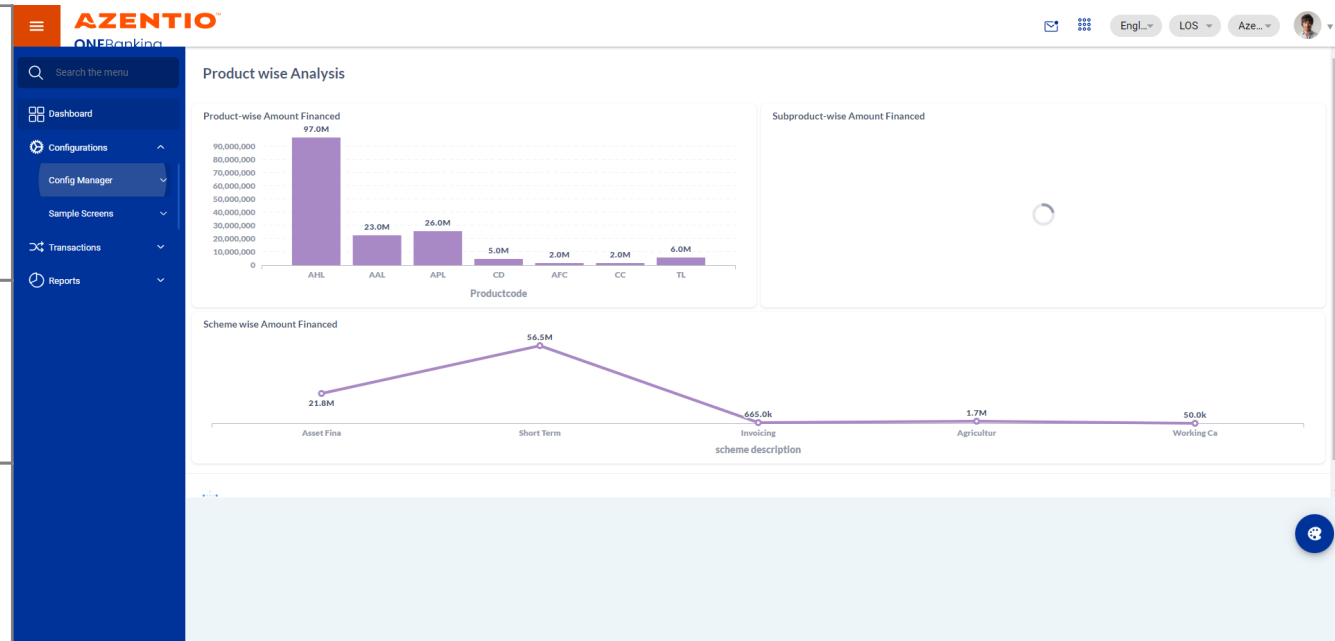 AZENTIO
ONEBanking
Engl...
LOS
Aze...
Search the menu
Dashboard
Configurations
Config Manager
Sample Screens
Transactions
Reports
Product wise Analysis
Product-wise Amount Financed
97.0M
90,000,000
80,000,000
70,000,000
60,000,000
50,000,000
40,000,000
30,000,000
20,000,000
10,000,000
0
23.0M
26.0M
5.0M
2.0M
2.0M
6.0M
AHL
AAL
APL
CD
AFC
CC
TL
Productcode
Subproduct-wise Amount Financed
Scheme wise Amount Financed
56.5M
21.8M
665.0k
1.7M
50.0k
Asset Fina
Short Term
Invoicing
Agricultur
Working Ca
scheme description